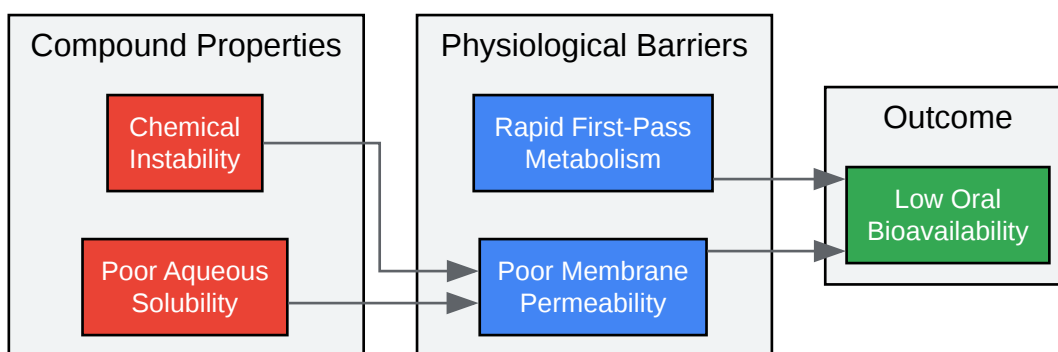 Compound Properties
Chemical
Instability
Poor Aqueous
Solubility
Physiological Barriers
Rapid First-Pass
Metabolism
Poor Membrane
Permeability
Outcome
Low Oral
Bioavailability